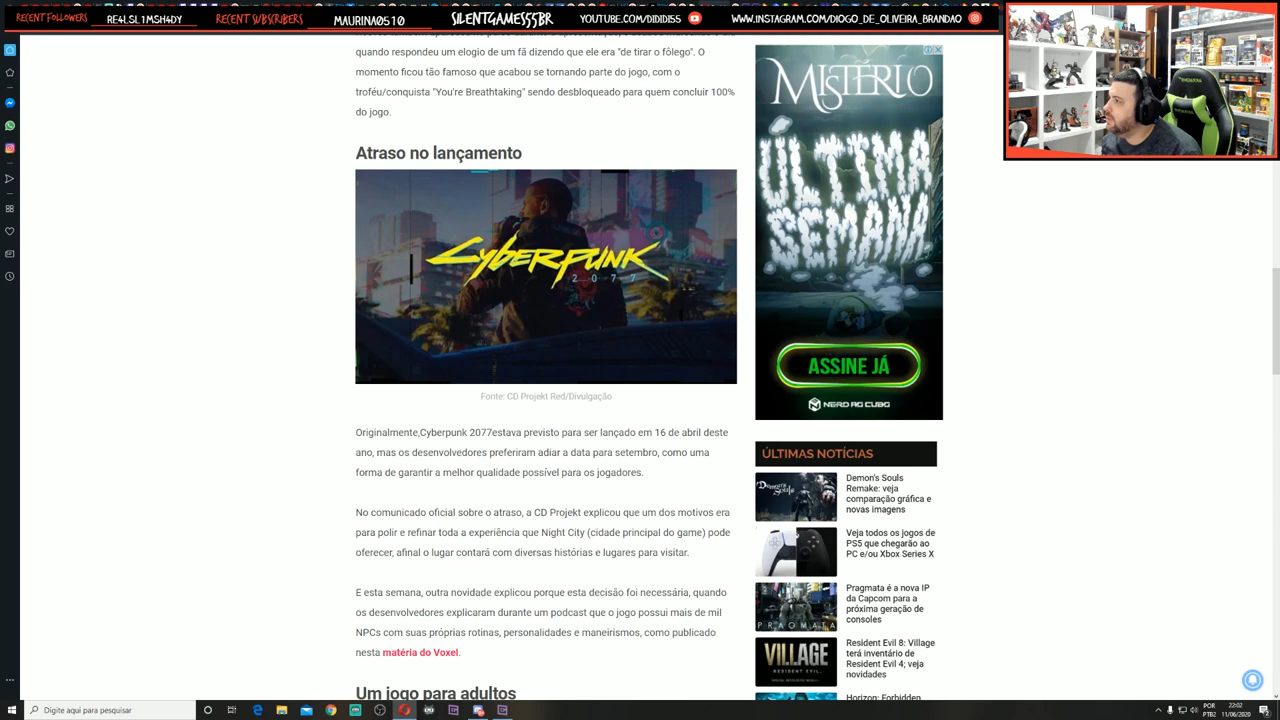 RECENT FOLLOWERS RE4LSL1MSH4DY RECENT SUBSCRIBERS MAURINA0510 SILENTGAMES55BR YOUTUBE.COM/DIDIDI55 WWW.INSTAGRAM.COM/DIOGO_DE_OLIVEIRA_BRANDAO
quando respondeu um elogio de um fã dizendo que ele era "de tirar o fôlego". O
momento ficou tão famoso que acabou se tornando parte do jogo, com o
troféu/conquista "You're Breathtaking" sendo desbloqueado para quem concluir 100%
do jogo.
Atraso no lançamento
CYBERPUNK
2077
Fonte: CD Projekt Red/Divulgação
Originalmente,Cyberpunk 2077estava previsto para ser lançado em 16 de abril deste
ano, mas os desenvolvedores preferiram adiar a data para setembro, como uma
forma de garantir a melhor qualidade possível para os jogadores.
No comunicado oficial sobre o atraso, a CD Projekt explicou que um dos motivos era
para polir e refinar toda a experiência que Night City (cidade principal do game) pode
oferecer, afinal o lugar contará com diversas histórias e lugares para visitar.
E esta semana, outra novidade explicou porque esta decisão foi necessária, quando
os desenvolvedores explicaram durante um podcast que o jogo possui mais de mil
NPCs com suas próprias rotinas, personalidades e maneirismos, como publicado
nesta matéria do Voxel.
Um jogo para adultos
MISTÉRIO
ÚLTIMA
SEMANA
ASSINE JÁ
NERD AO CUBO
ÚLTIMAS NOTÍCIAS
Demon's Souls
Demon's Souls
Remake: veja
comparação gráfica e
novas imagens
Veja todos os jogos de
PS5 que chegarão ao
PC e/ou Xbox Series X
PRAGMATA
Pragmata é a nova IP
da Capcom para a
próxima geração de
consoles
VILLAGE
RESIDENT EVIL
Resident Evil 8: Village
terá inventário de
Resident Evil 4; veja
novidades
Horizon: Forbidden
Digite aqui para pesquisar
POR
PTB2
22:02
11/06/2020